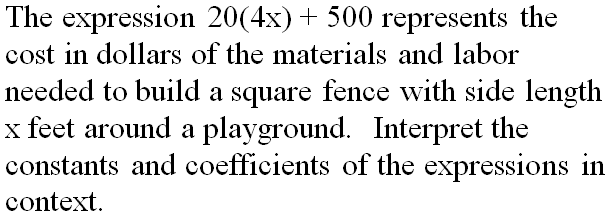 The expression 20(4x) + 500 represents the
cost in dollars of the materials and labor
needed to build a square fence with side length
x feet around a playground. Interpret the
constants and coefficients of the expressions in
context.